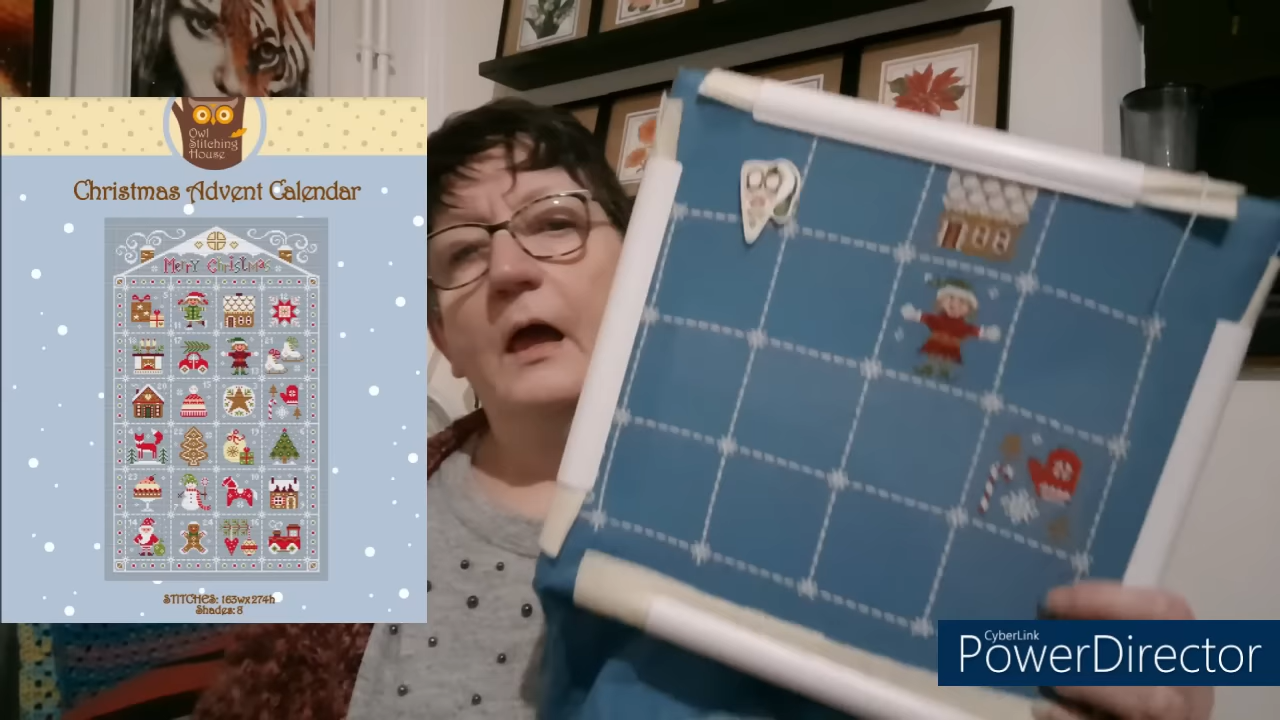 Owl
Stitching
House
Christmas Advent Calendar
Merry Christmas
STITCHES: 163wx274h
Shades: 8
CyberLink
PowerDirector